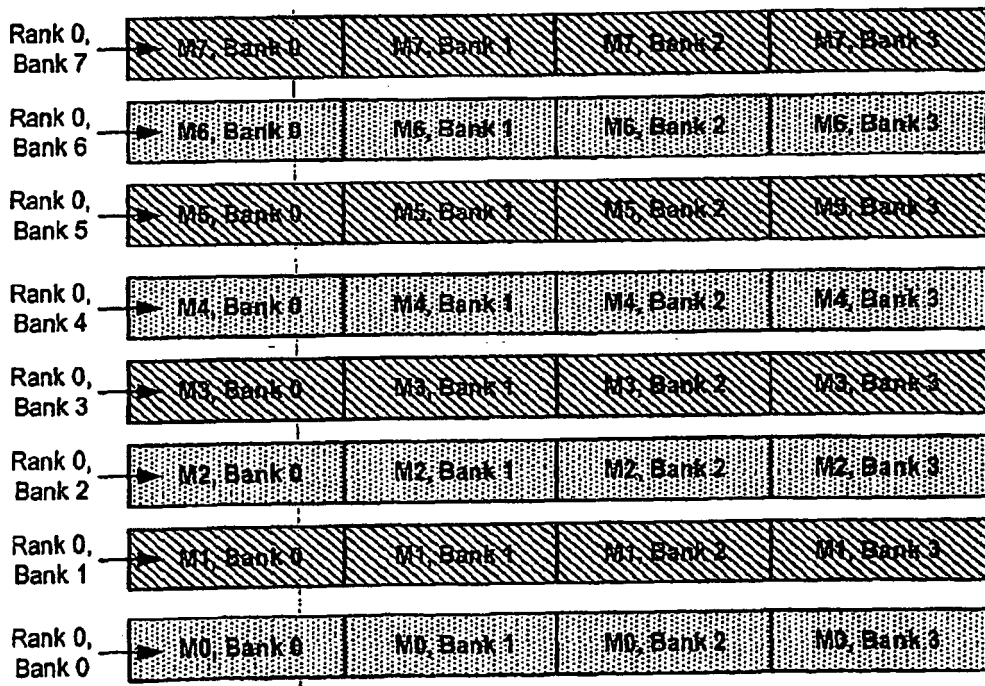 Rank 0,
Bank 7
M7, Bank 0 M7, Bank 1 M7, Bank 2 M7, Bank 3
Rank 0,
Bank 6
M6, Bank 0 M6, Bank 1 M6, Bank 2 M6, Bank 3
Rank 0,
Bank 5
M5, Bank 0 M5, Bank 1 M5, Bank 2 M5, Bank 3
Rank 0,
Bank 4
M4, Bank 0 M4, Bank 1 M4, Bank 2 M4, Bank 3
Rank 0,
Bank 3
M3, Bank 0 M3, Bank 1 M3, Bank 2 M3, Bank 3
Rank 0,
Bank 2
M2, Bank 0 M2, Bank 1 M2, Bank 2 M2, Bank 3
Rank 0,
Bank 1
M1, Bank 0 M1, Bank 1 M1, Bank 2 M1, Bank 3
Rank 0,
Bank 0
M0, Bank 0 M0, Bank 1 M0, Bank 2 M0, Bank 3